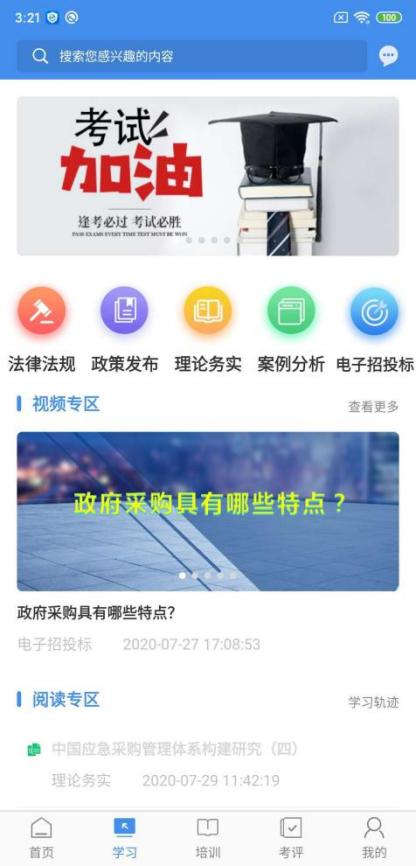 3:21
100
搜索您感兴趣的内容
考试
加油
逢考必过 考试必胜
PASS EXAMS EVERY TIME TEST MUST BE WON
法律法规 政策发布 理论务实 案例分析 电子招投标
视频专区 查看更多
政府采购具有哪些特点？
政府采购具有哪些特点?
电子招投标 2020-07-27 17:08:53
阅读专区 学习轨迹
中国应急采购管理体系构建研究（四）
理论务实 2020-07-29 11:42:19
首页 学习 培训 考评 我的